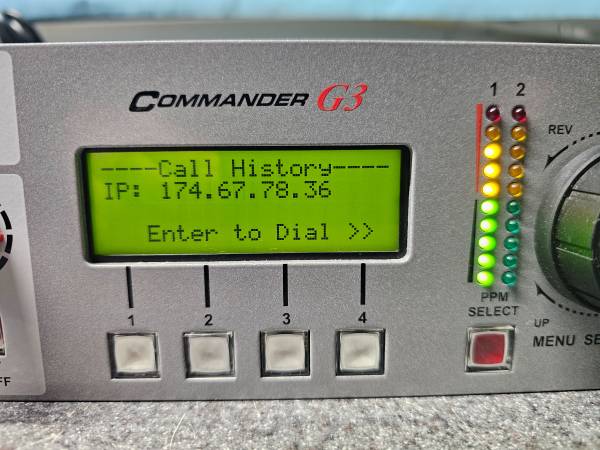 COMMANDER G3
----Call History----
IP: 174.67.78.36
Enter to Dial >>
1 2 3 4
1 2
PPM
SELECT
REV
UP
MENU SE
FF